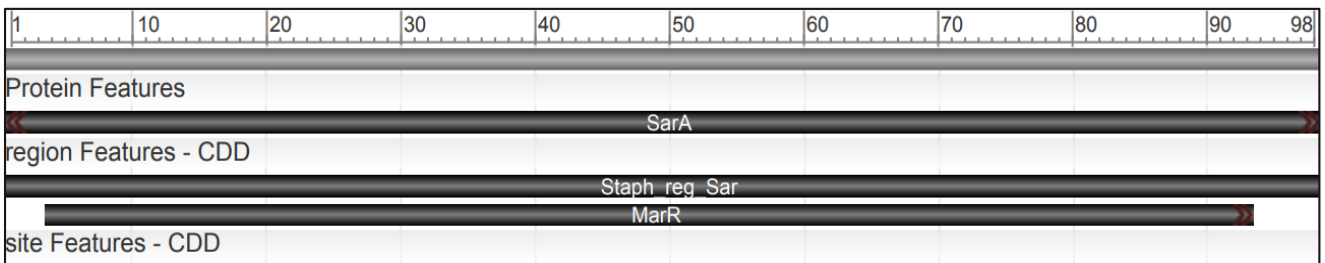 1 10 20 30 40 50 60 70 80 90 98
Protein Features
SarA
region Features - CDD
Staph_reg_Sar
MarR
site Features - CDD